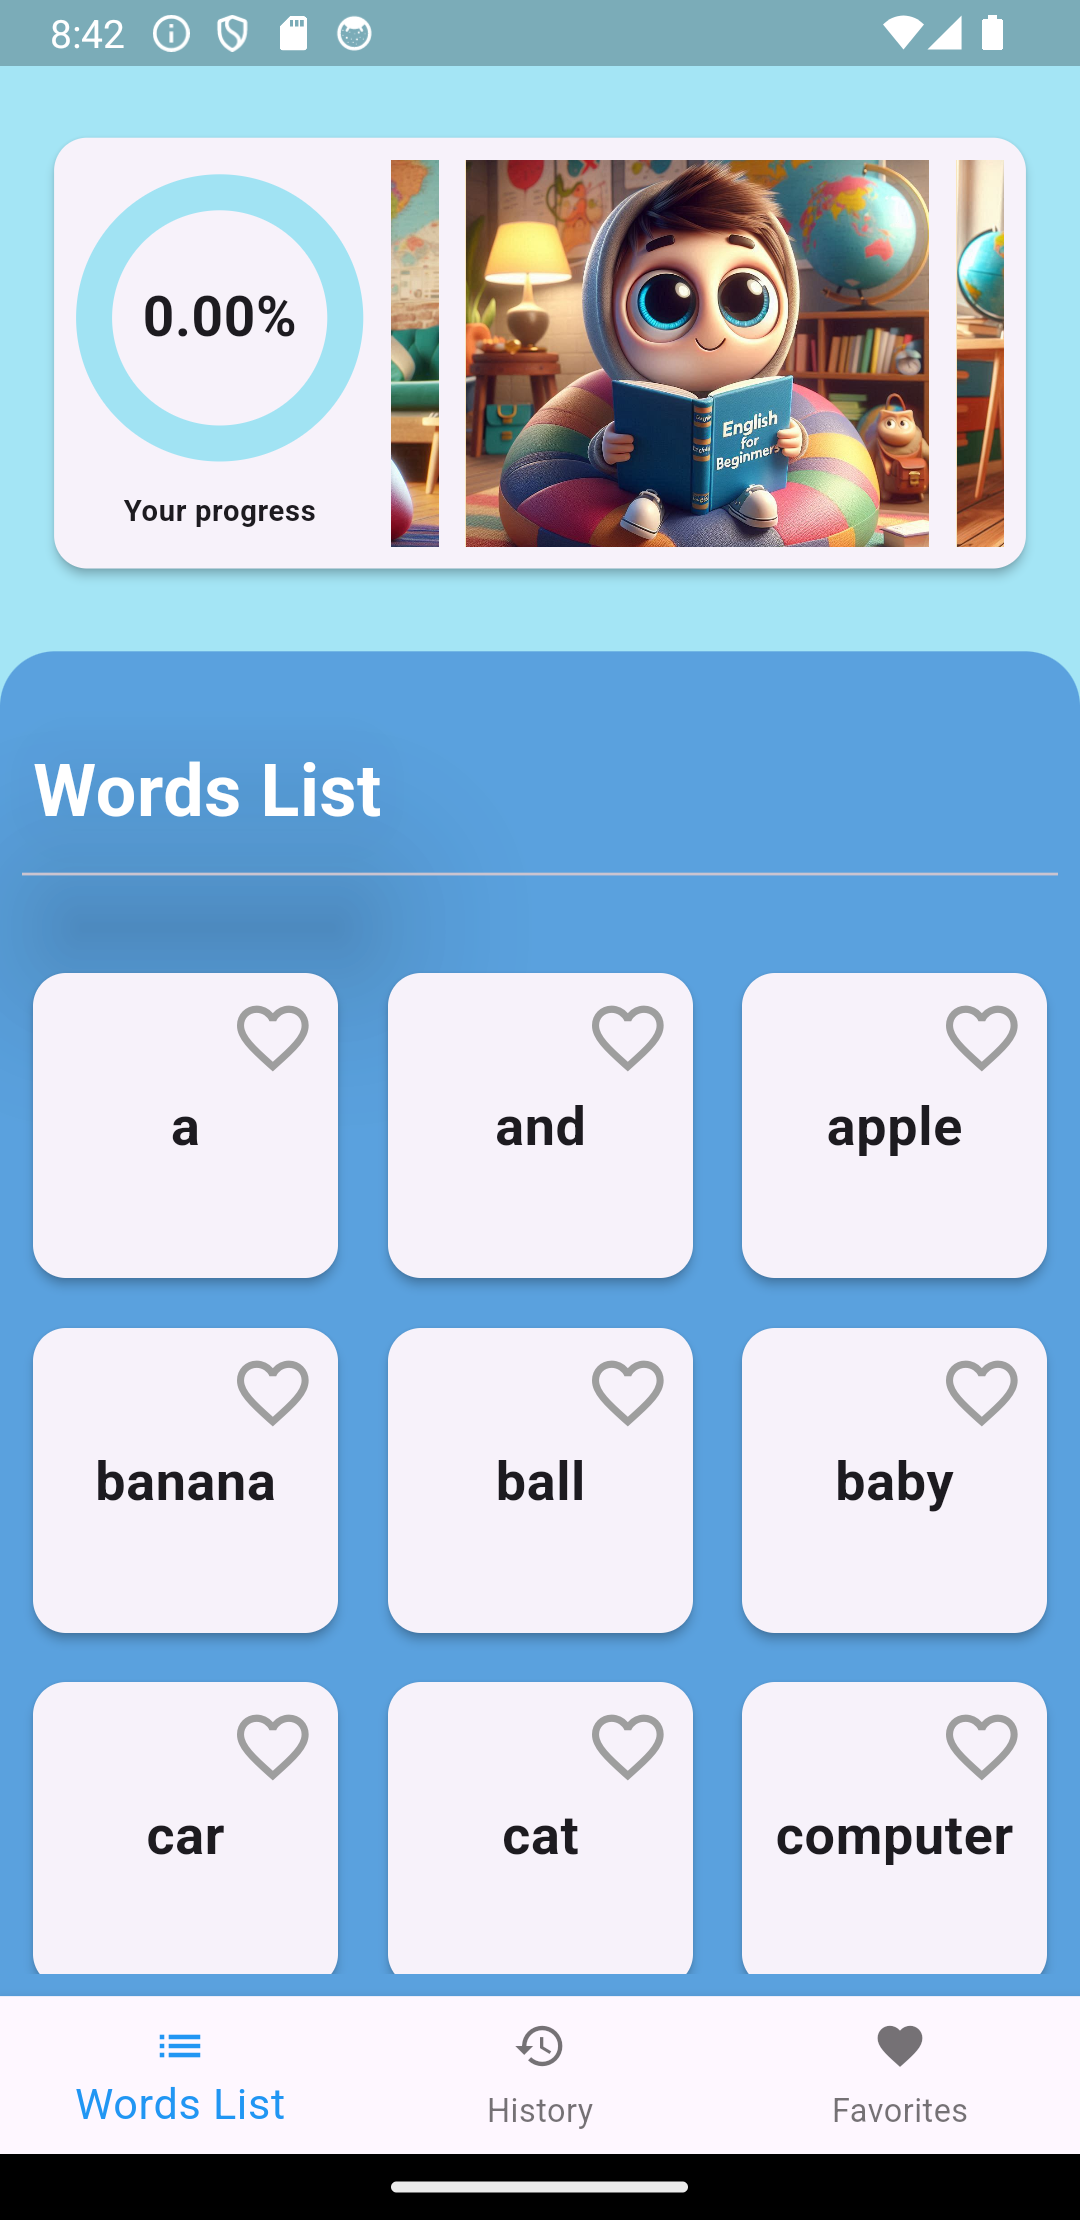 8:42
0.00%
Your progress
English
for
Beginmers
Words List
a
and
apple
banana
ball
baby
car
cat
computer
Words List
History
Favorites